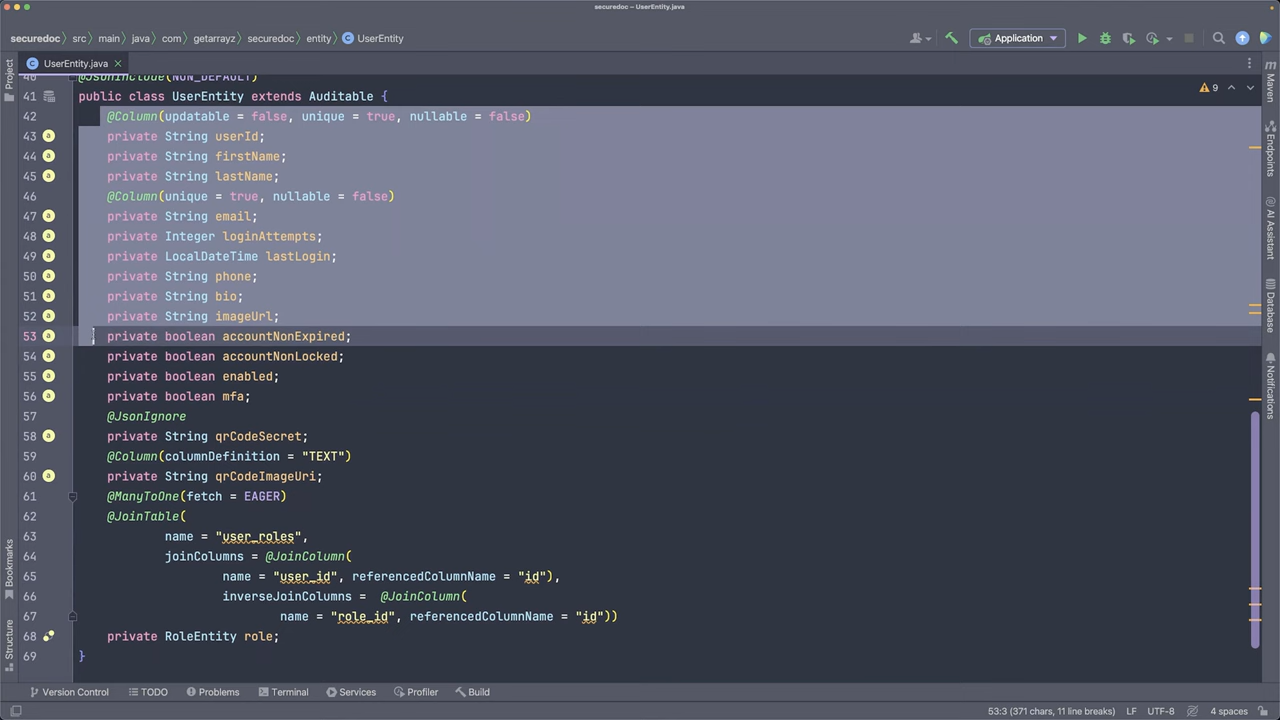 securedoc – UserEntity.java
securedoc > src > main > java > com > getarrayz > securedoc > entity > UserEntity
Application
UserEntity.java
40 @JsonInclude(NON_DEFAULT)
41 public class UserEntity extends Auditable {
42 @Column(updatable = false, unique = true, nullable = false)
43 private String userId;
44 private String firstName;
45 private String lastName;
46 @Column(unique = true, nullable = false)
47 private String email;
48 private Integer loginAttempts;
49 private LocalDateTime lastLogin;
50 private String phone;
51 private String bio;
52 private String imageUrl;
53 private boolean accountNonExpired;
54 private boolean accountNonLocked;
55 private boolean enabled;
56 private boolean mfa;
57 @JsonIgnore
58 private String qrCodeSecret;
59 @Column(columnDefinition = "TEXT")
60 private String qrCodeImageUri;
61 @ManyToOne(fetch = EAGER)
62 @JoinTable(
63 name = "user_roles",
64 joinColumns = @JoinColumn(
65 name = "user_id", referencedColumnName = "id"),
66 inverseJoinColumns = @JoinColumn(
67 name = "role_id", referencedColumnName = "id"))
68 private RoleEntity role;
69 }
9
Project
Bookmarks
Structure
Maven
Endpoints
AI Assistant
Database
Notifications
Version Control TODO Problems Terminal Services Profiler Build
53:3 (371 chars, 11 line breaks) LF UTF-8 4 spaces